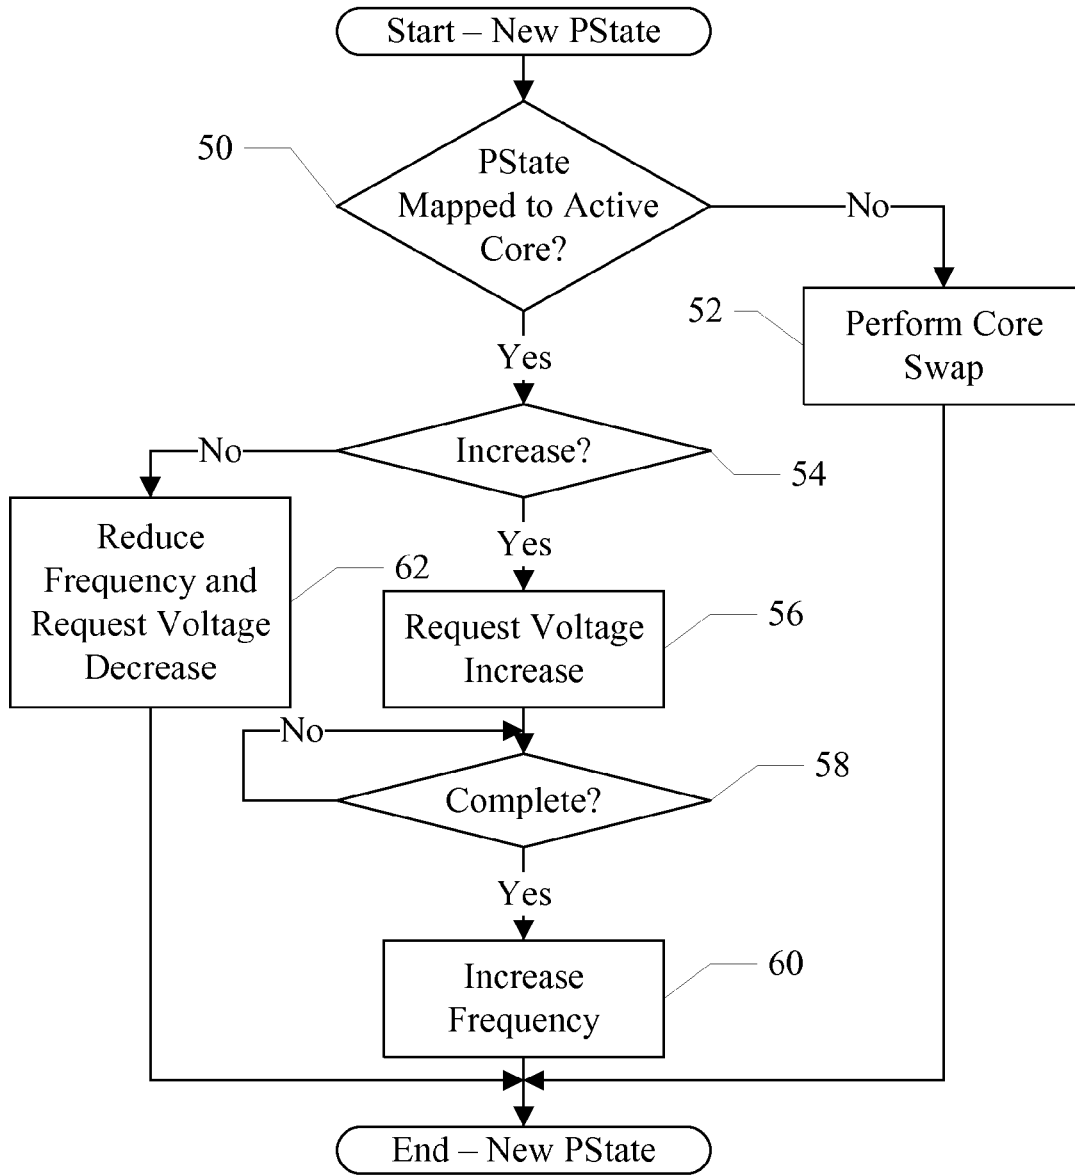 Start – New PState
50
PState
Mapped to Active
Core?
No
52
Perform Core
Swap
Yes
Increase?
No
54
Reduce
Frequency and
Request Voltage
Decrease
62
Yes
56
Request Voltage
Increase
No
58
Complete?
Yes
60
Increase
Frequency
End – New PState